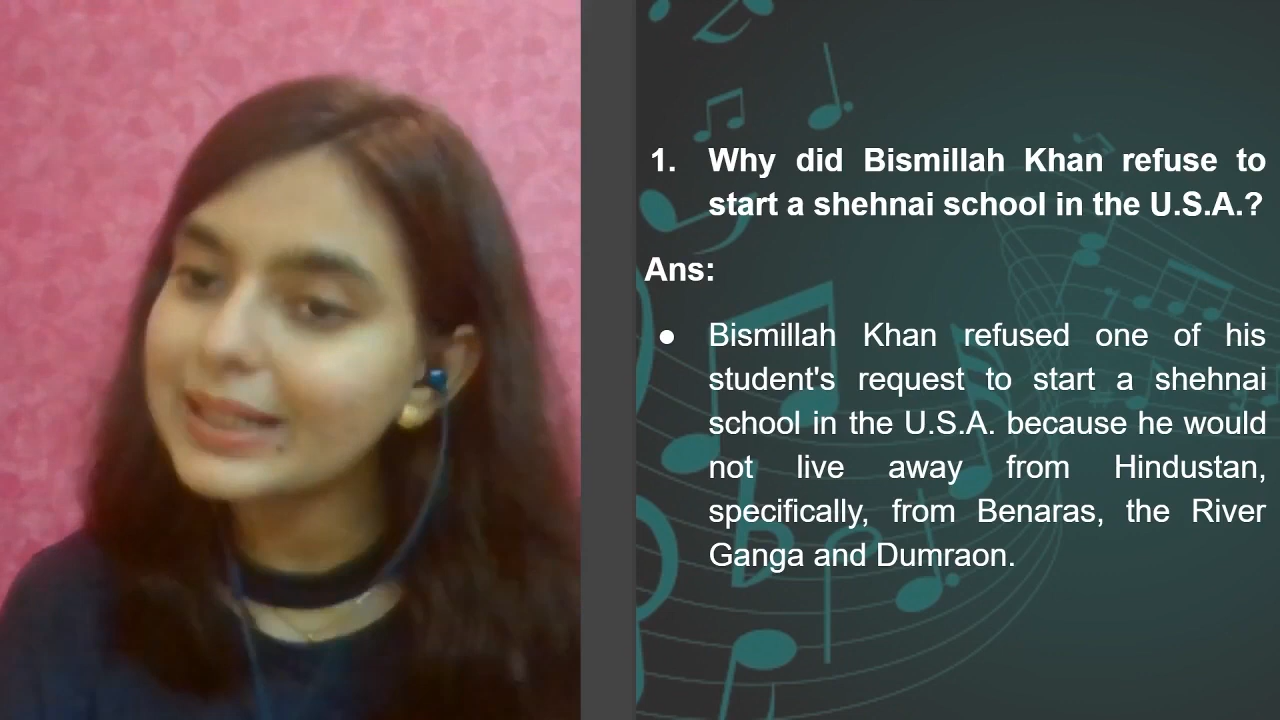 1. Why did Bismillah Khan refuse to
start a shehnai school in the U.S.A.?
Ans:
● Bismillah Khan refused one of his
student's request to start a shehnai
school in the U.S.A. because he would
not live away from Hindustan,
specifically, from Benaras, the River
Ganga and Dumraon.